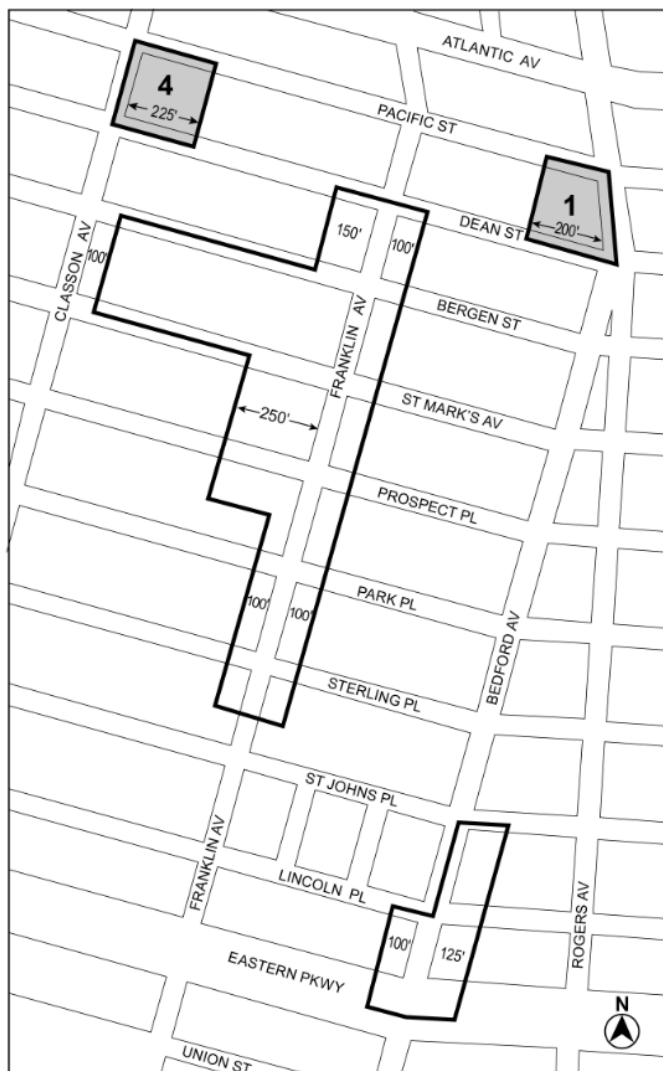 ATLANTIC AV
4
225'
PACIFIC ST
1
200'
DEAN ST
150'
100'
CLASSON AV
100'
BERGEN ST
FRANKLIN AV
ST MARK'S AV
250'
PROSPECT PL
PARK PL
100'
100'
BEDFORD AV
STERLING PL
ST JOHNS PL
FRANKLIN AV
LINCOLN PL
ROGERS AV
100'
125'
EASTERN PKWY
N
UNION ST